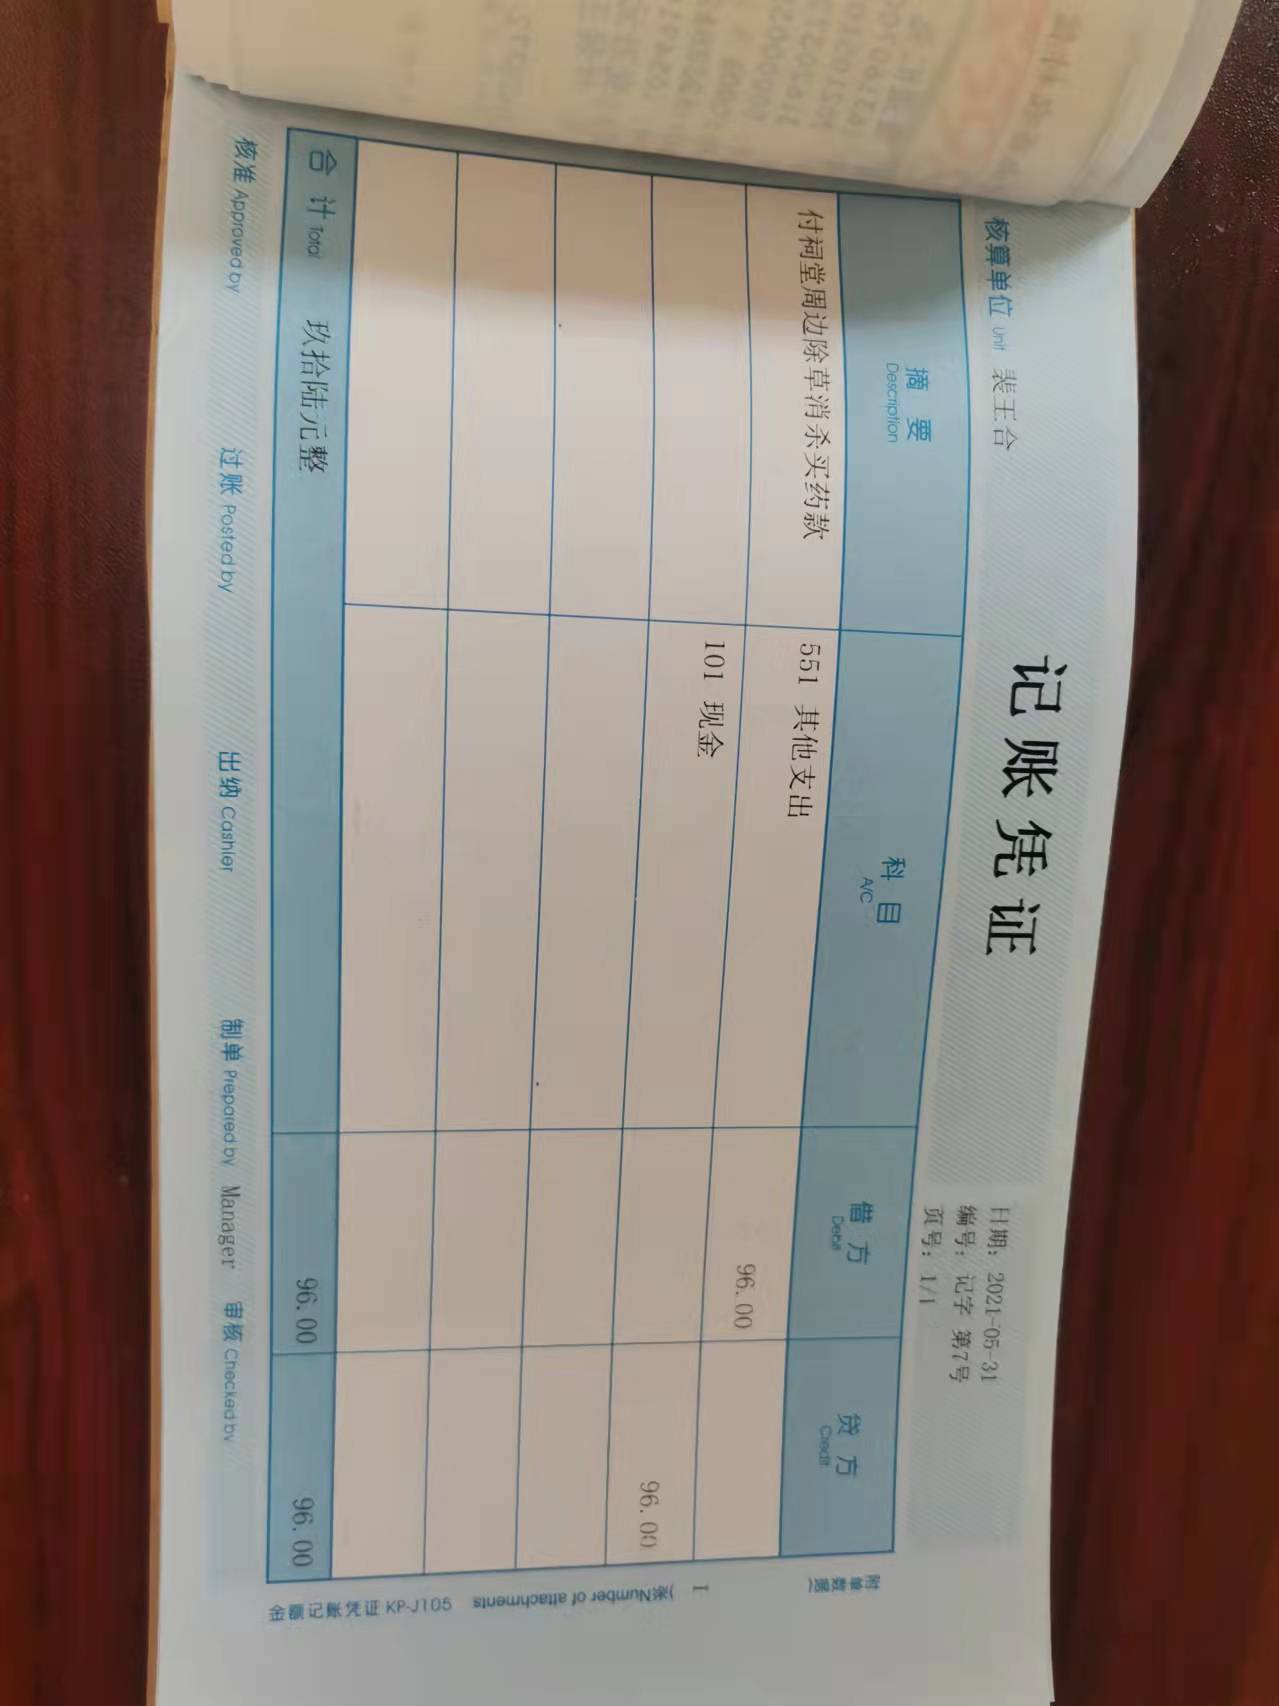 记账凭证
核算单位 Unit 裴王合
日期: 2021-05-31
编号: 记字 第7号
页号: 1/1
摘要 科目 借方 贷方
Description A/C Debit Credit
付祠堂周边除草消杀买药款 551 其他支出 96.00
101 现金 96.00
合计 Total 玖拾陆元整 96.00 96.00
附单数据( 1 )张Number of attachments
金额记账凭证 KP-J105
核准 Approved by 过账 Posted by 出纳 Cashier 制单 Prepared by Manager 审核 Checked by